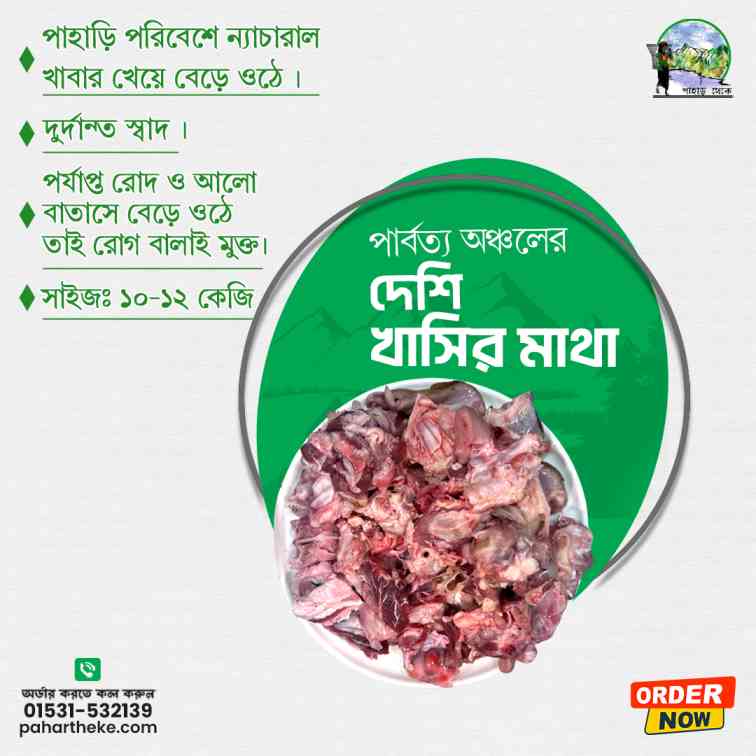 পাহাড়ি পরিবেশে ন্যাচারাল
খাবার খেয়ে বেড়ে ওঠে ।
দুর্দান্ত স্বাদ ।
পর্যাপ্ত রোদ ও আলো
বাতাসে বেড়ে ওঠে
তাই রোগ বালাই মুক্ত।
সাইজঃ ১০-১২ কেজি
পাহাড় থেকে
পার্বত্য অঞ্চলের
দেশি
খাসির মাথা
অর্ডার করতে কল করুন
01531-532139
pahartheke.com
ORDER
NOW